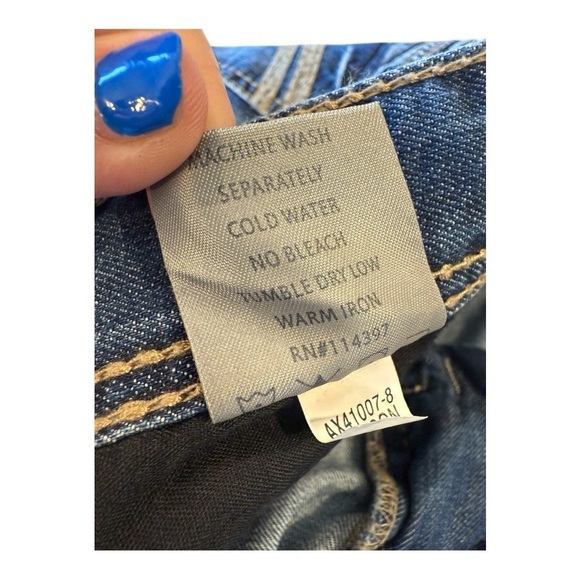 MACHINE WASH
SEPARATELY
COLD WATER
NO BLEACH
TUMBLE DRY LOW
WARM IRON
RN#114397
AX41007-8